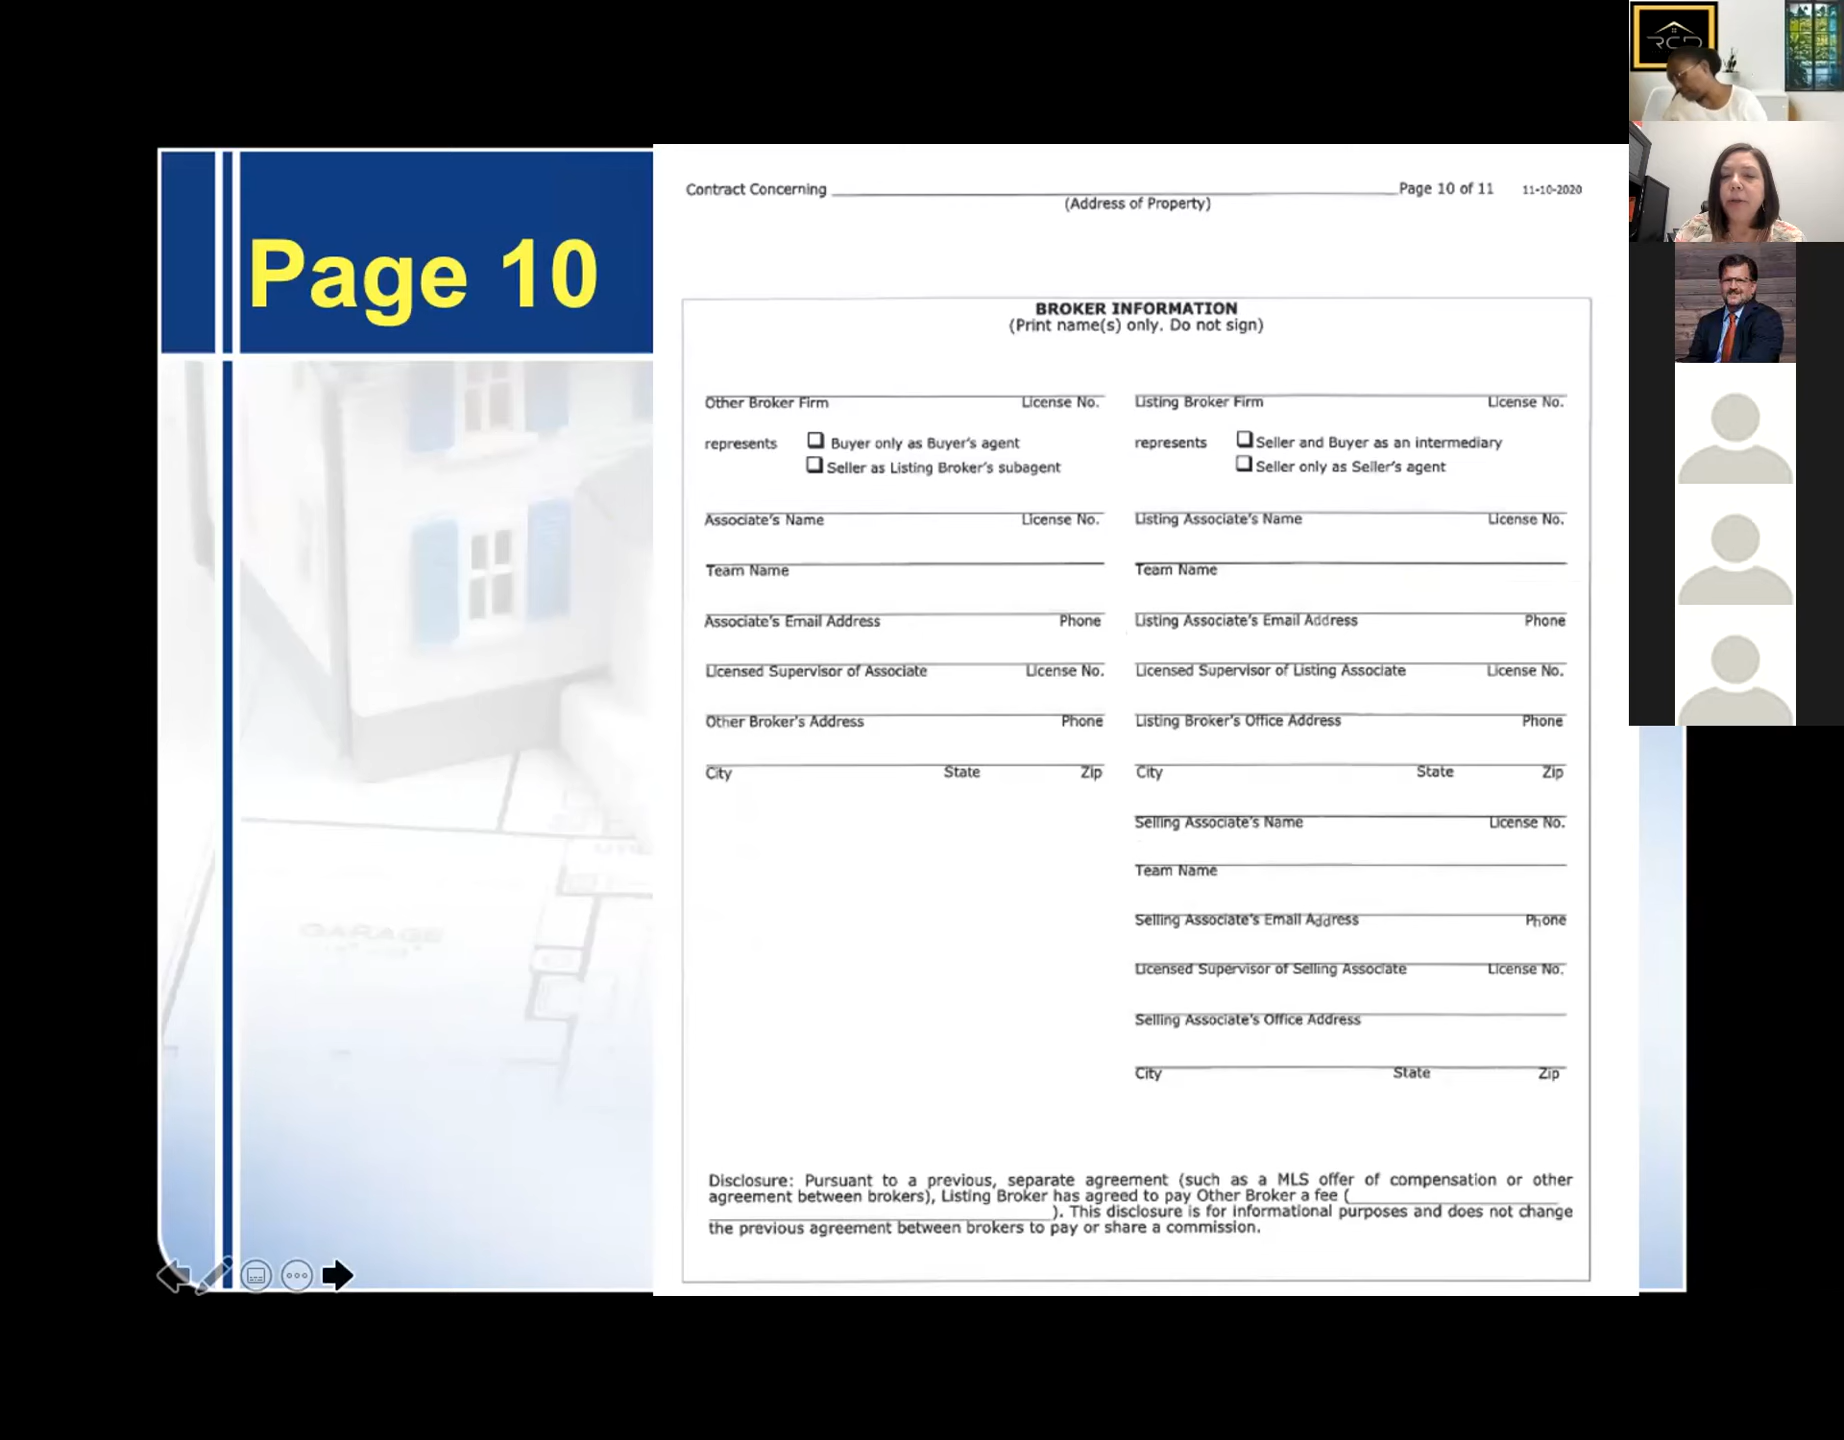 RCD
Page 10
Contract Concerning Page 10 of 11 11-10-2020
(Address of Property)
BROKER INFORMATION
(Print name(s) only. Do not sign)
Other Broker Firm License No. Listing Broker Firm License No.
represents Buyer only as Buyer's agent represents Seller and Buyer as an intermediary
Seller as Listing Broker's subagent Seller only as Seller's agent
Associate's Name License No. Listing Associate's Name License No.
Team Name Team Name
Associate's Email Address Phone Listing Associate's Email Address Phone
Licensed Supervisor of Associate License No. Licensed Supervisor of Listing Associate License No.
Other Broker's Address Phone Listing Broker's Office Address Phone
City State Zip City State Zip
Selling Associate's Name License No.
Team Name
Selling Associate's Email Address Phone
Licensed Supervisor of Selling Associate License No.
Selling Associate's Office Address
City State Zip
GARAGE
Disclosure: Pursuant to a previous, separate agreement (such as a MLS offer of compensation or other
agreement between brokers), Listing Broker has agreed to pay Other Broker a fee (
). This disclosure is for informational purposes and does not change
the previous agreement between brokers to pay or share a commission.